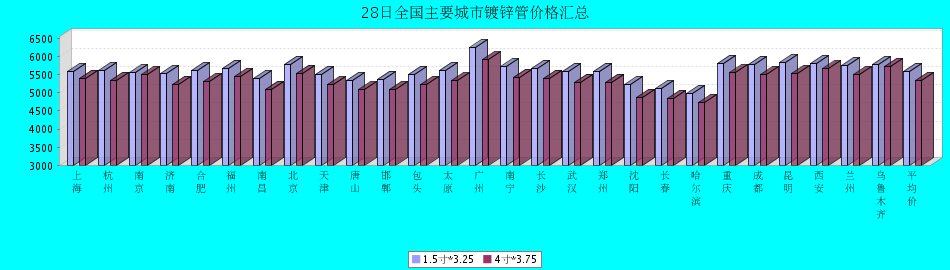 28日全国主要城市镀锌管价格汇总
6500
6000
5500
5000
4500
4000
3500
3000
上海 杭州 南京 济南 合肥 福州 南昌 北京 天津 唐山 邯郸 包头 太原 广州 南宁 长沙 武汉 郑州 沈阳 长春 哈尔滨 重庆 成都 昆明 西安 兰州 乌鲁木齐 平均价
1.5寸*3.25 4寸*3.75